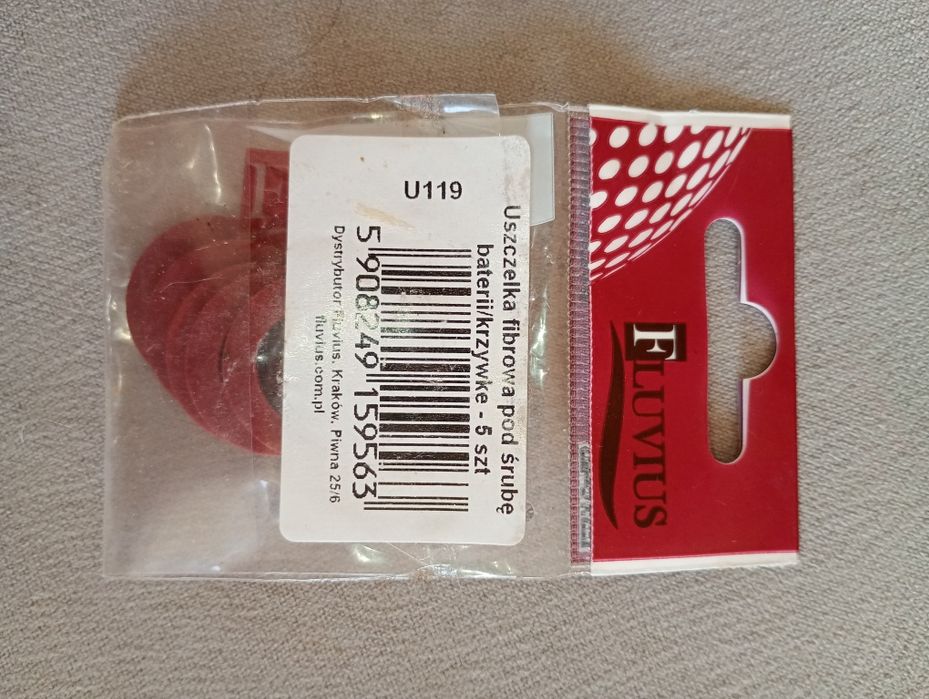 FLUVIUS
Uszczelka fibrowa pod śrubę
baterii/krzywke - 5 szt
U119
5 908249 159563
Dystrybutor Fluvius. Kraków. Piwna 25/6
fluvius.com.pl